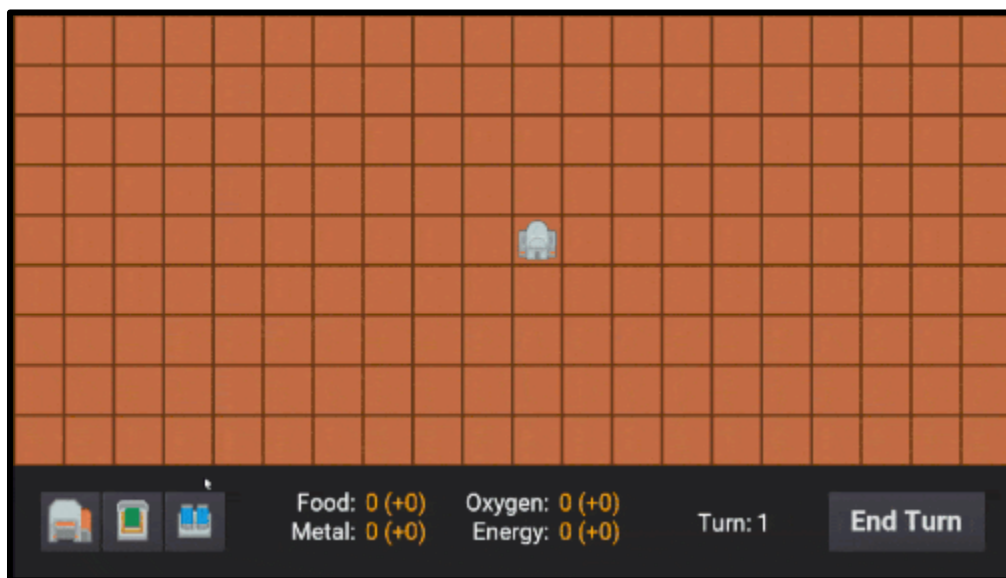 Food: 0 (+0) Oxygen: 0 (+0)
Metal: 0 (+0) Energy: 0 (+0)
Turn: 1
End Turn